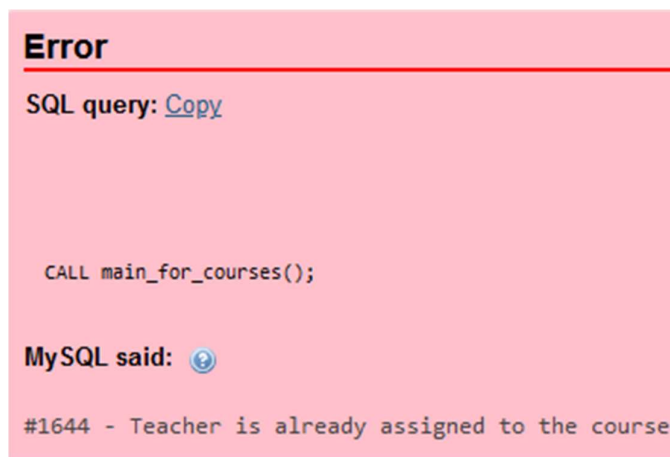 Error
SQL query: Copy
CALL main_for_courses();
MySQL said:
#1644 - Teacher is already assigned to the course